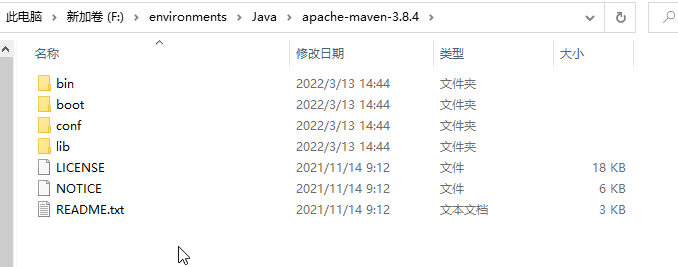 此电脑 > 新加卷 (F:) > environments > Java > apache-maven-3.8.4 >
名称 修改日期 类型 大小
bin 2022/3/13 14:44 文件夹
boot 2022/3/13 14:44 文件夹
conf 2022/3/13 14:44 文件夹
lib 2022/3/13 14:44 文件夹
LICENSE 2021/11/14 9:12 文件 18 KB
NOTICE 2021/11/14 9:12 文件 6 KB
README.txt 2021/11/14 9:12 文本文档 3 KB